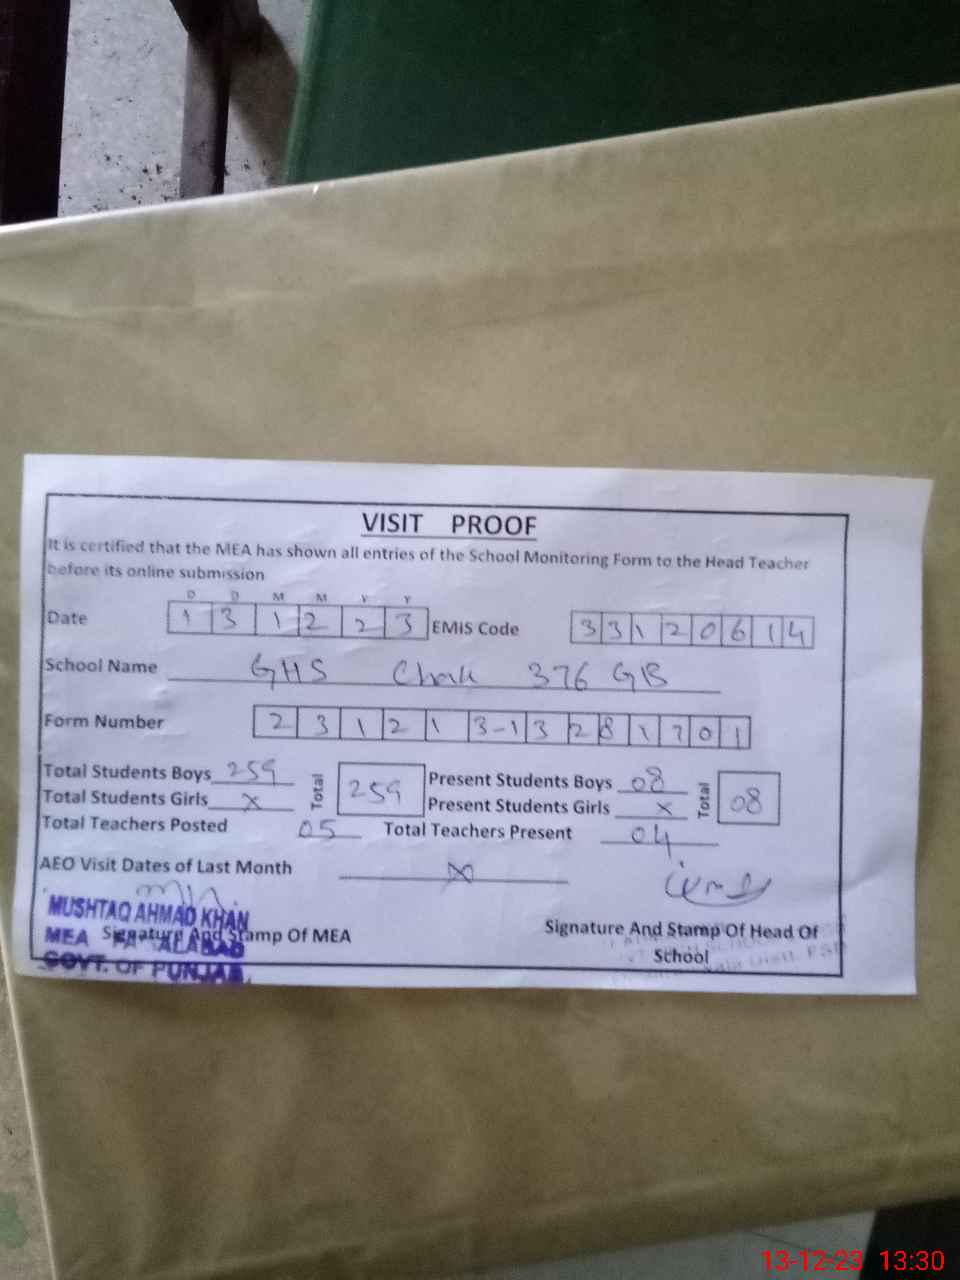 VISIT PROOF
It is certified that the MEA has shown all entries of the School Monitoring Form to the Head Teacher
before its online submission
D D M M Y Y
Date 1 3 1 2 2 3 EMIS Code 3 3 1 2 0 6 1 4
School Name GHS Chak 376 GB
Form Number 2 3 1 2 1 3-1 3 2 8 1 7 0 1
Total Students Boys 259 Total 259 Present Students Boys 08 Total 08
Total Students Girls X Present Students Girls X
Total Teachers Posted 05 Total Teachers Present 04
AEO Visit Dates of Last Month X
MUSHTAQ AHMAD KHAN
MEA
GOVT. OF PUNJAB
Signature And Stamp Of MEA
Signature And Stamp Of Head Of
School
13-12-23 13:30